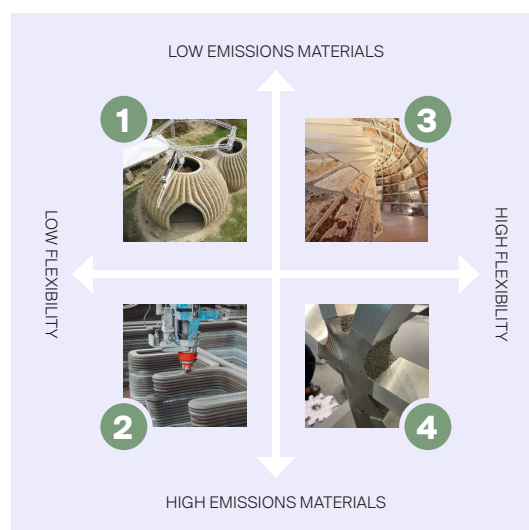 LOW EMISSIONS MATERIALS
1
3
LOW FLEXIBILITY
HIGH FLEXIBILITY
2
4
HIGH EMISSIONS MATERIALS